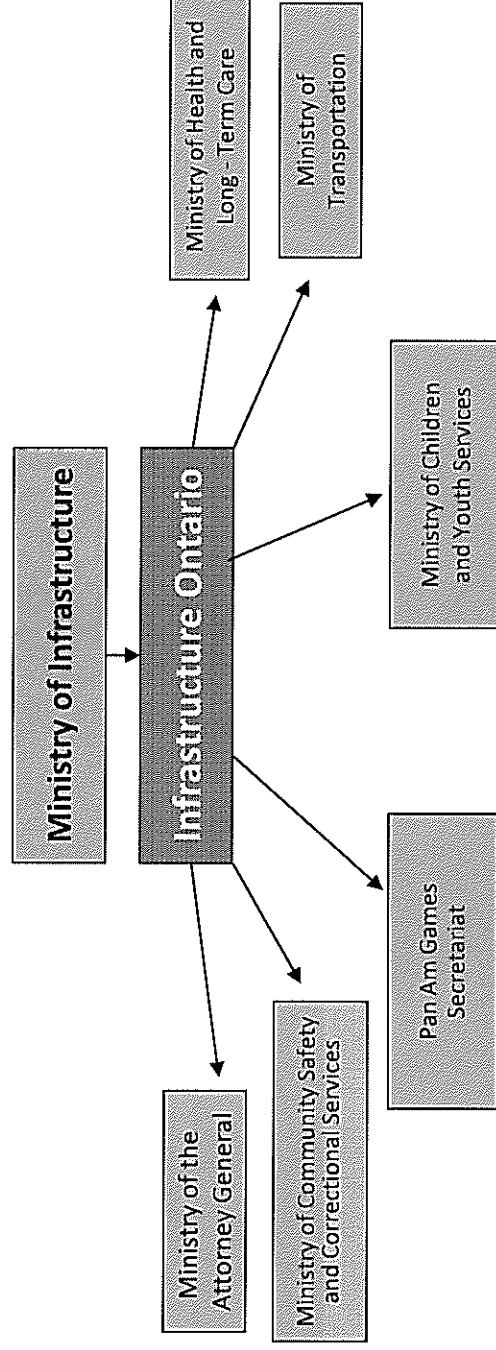 Ministry of Infrastructure
Infrastructure Ontario
Ministry of the
Attorney General
Ministry of Health and
Long - Term Care
Ministry of Community Safety
and Correctional Services
Ministry of
Transportation
Pan Am Games
Secretariat
Ministry of Children
and Youth Services